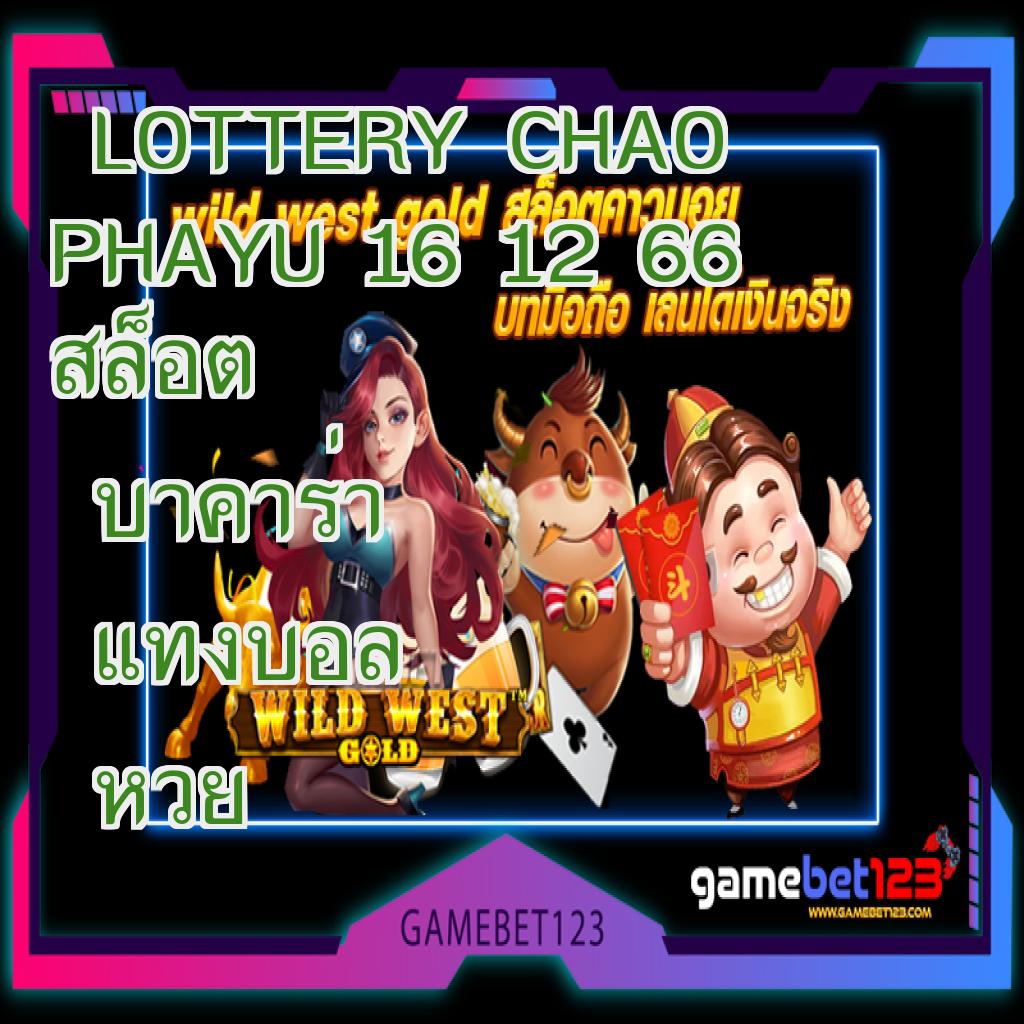 LOTTERY CHAO
wild west gold สล็อตคาวบอย
PHAYU 16 12 66
บทมือถือ เล่นได้เงินจริง
สล็อต
บาคาร่า
แทงบอล
WILD WEST™
GOLD
หวย
gamebet123
WWW.GAMEBET123.COM
GAMEBET123